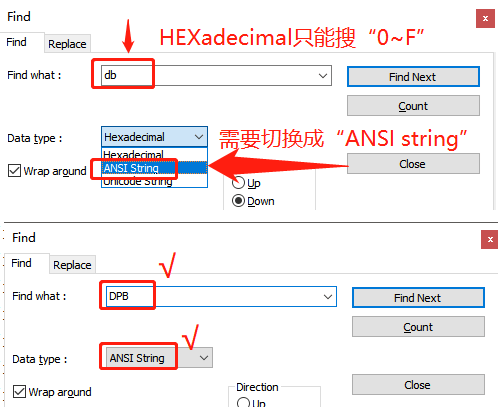 Find
x
Find
Replace
HEXadecimal只能搜“0~F”
Find what :
db
Find Next
Count
Data type :
Hexadecimal
需要切换成“ANSI string”
Hexadecimal
ANSI String
Unicode String
Wrap around
Close
Up
Down
Find
x
Find
Replace
√
Find what :
DPB
Find Next
Count
√
Data type :
ANSI String
Close
Wrap around
Direction
Up